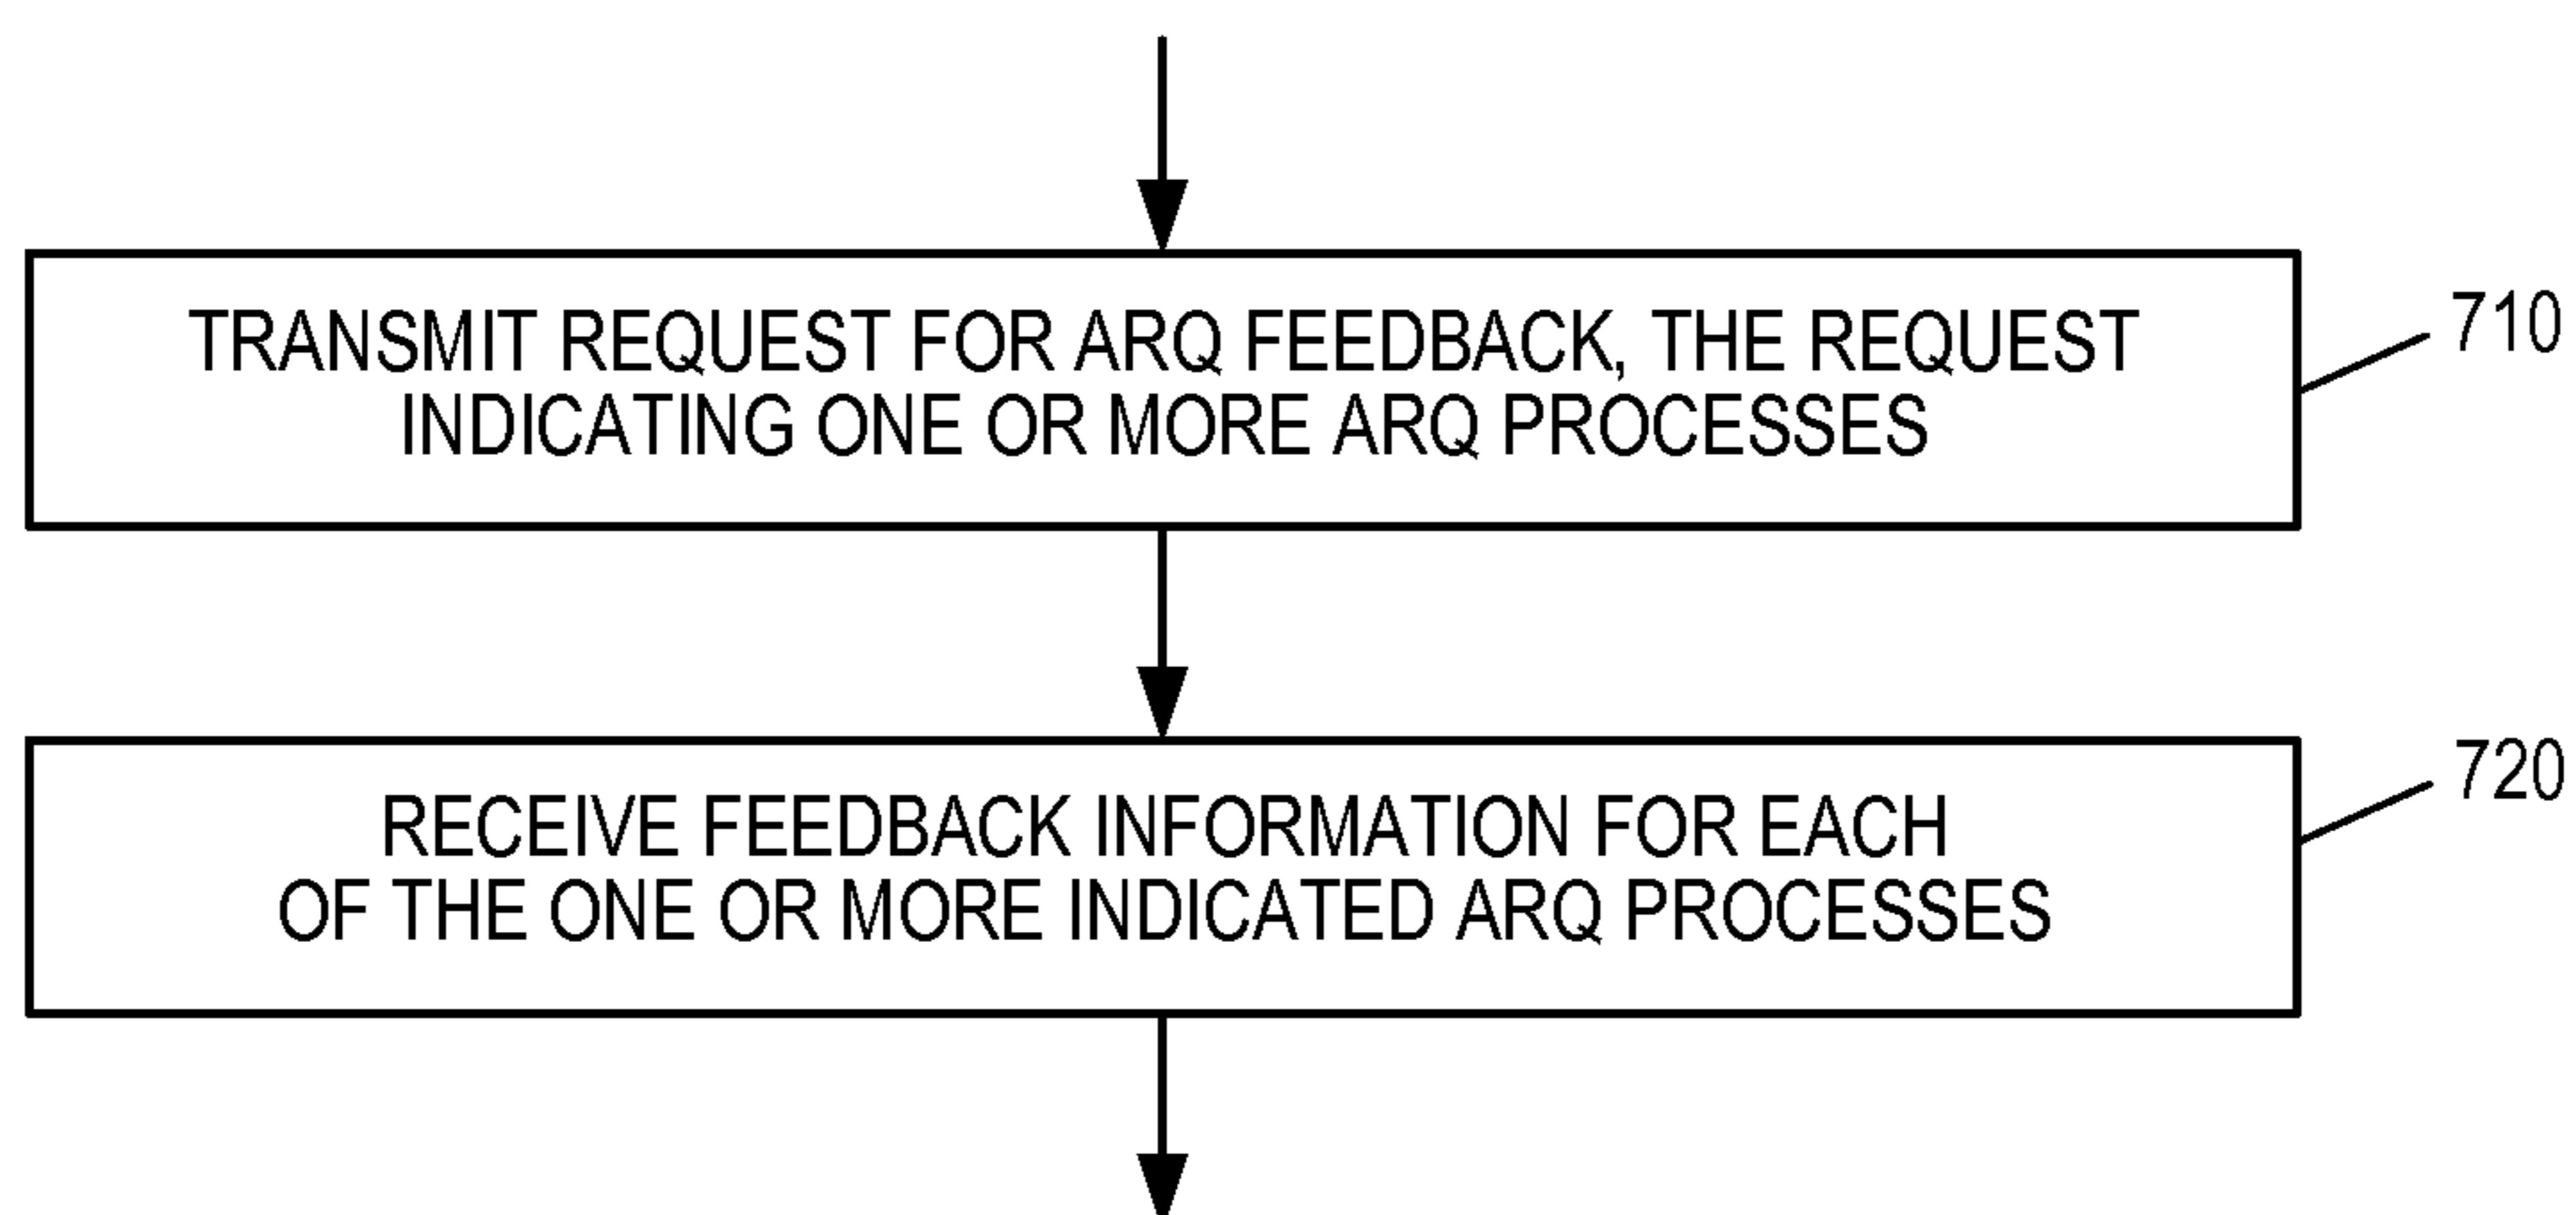 TRANSMIT REQUEST FOR ARQ FEEDBACK, THE REQUEST
INDICATING ONE OR MORE ARQ PROCESSES
710
RECEIVE FEEDBACK INFORMATION FOR EACH
OF THE ONE OR MORE INDICATED ARQ PROCESSES
720